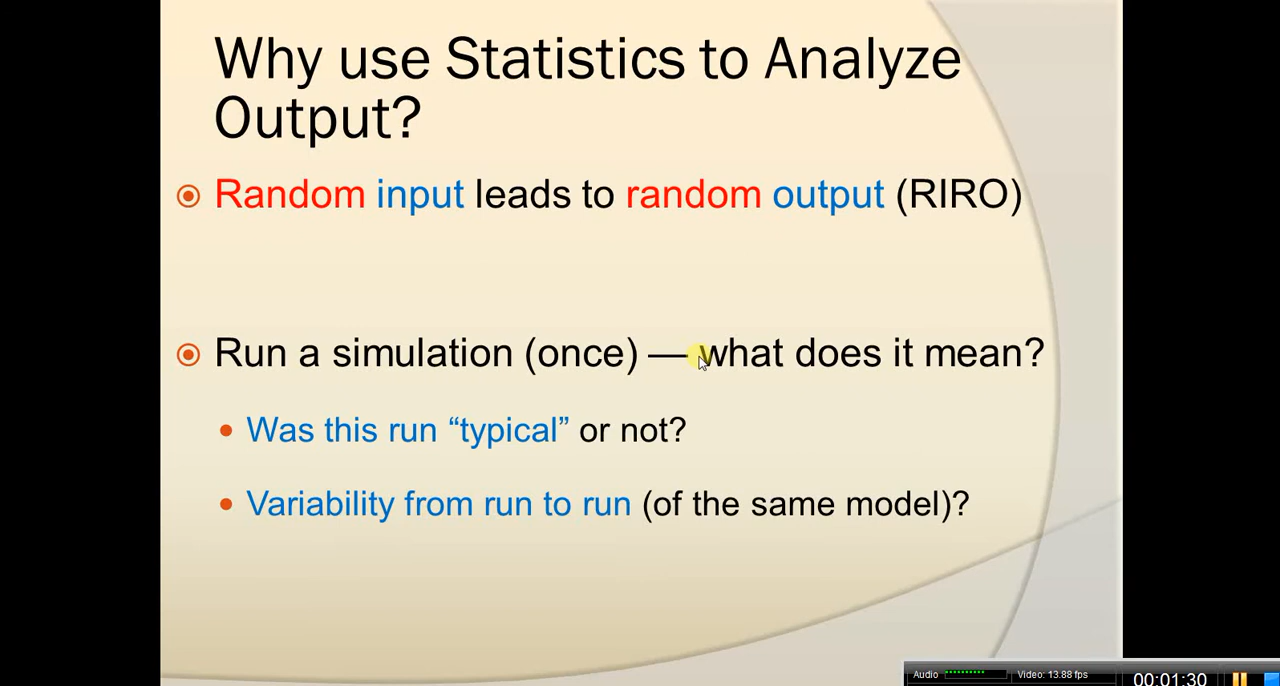 Why use Statistics to Analyze
Output?
Random input leads to random output (RIRO)
Run a simulation (once) — what does it mean?
Was this run “typical” or not?
Variability from run to run (of the same model)?
Audio Video: 13.88 fps 00:01:30